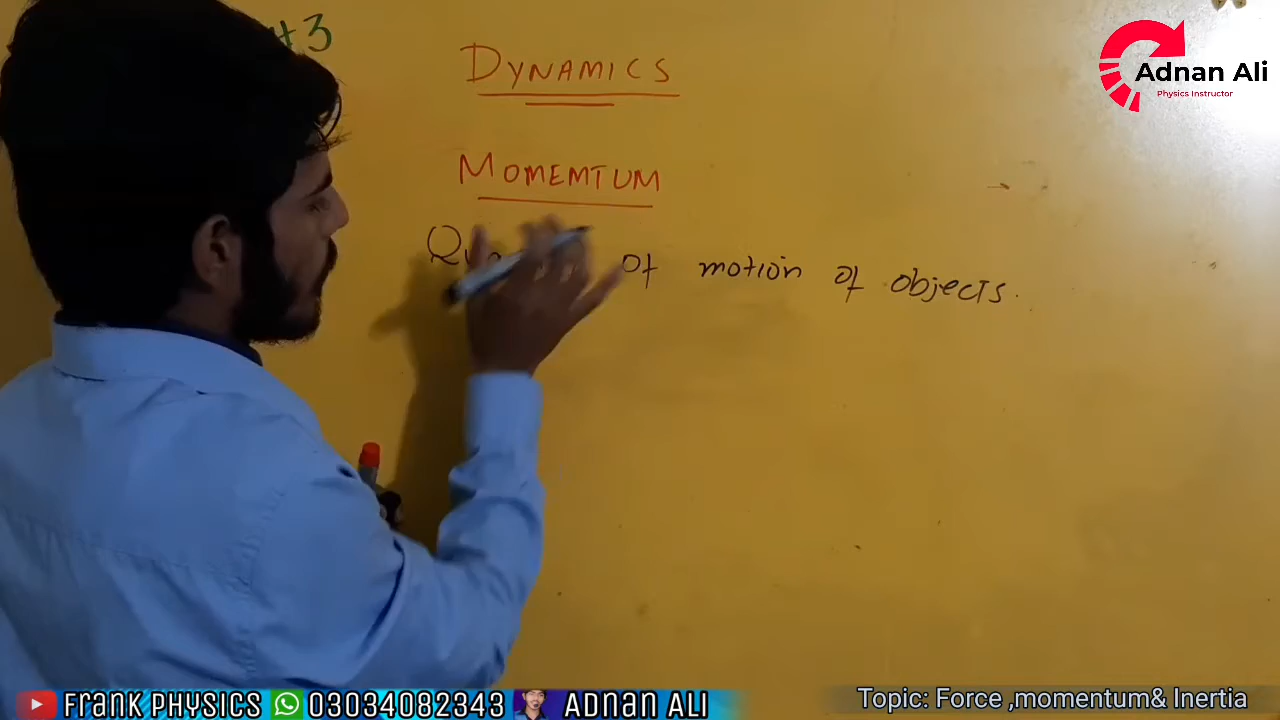 3
Adnan Ali
Physics Instructor
DYNAMICS
MOMEMTUM
of motion of objects.
Topic: Force ,momentum& Inertia
Frank Physics 03034082343 Adnan Ali